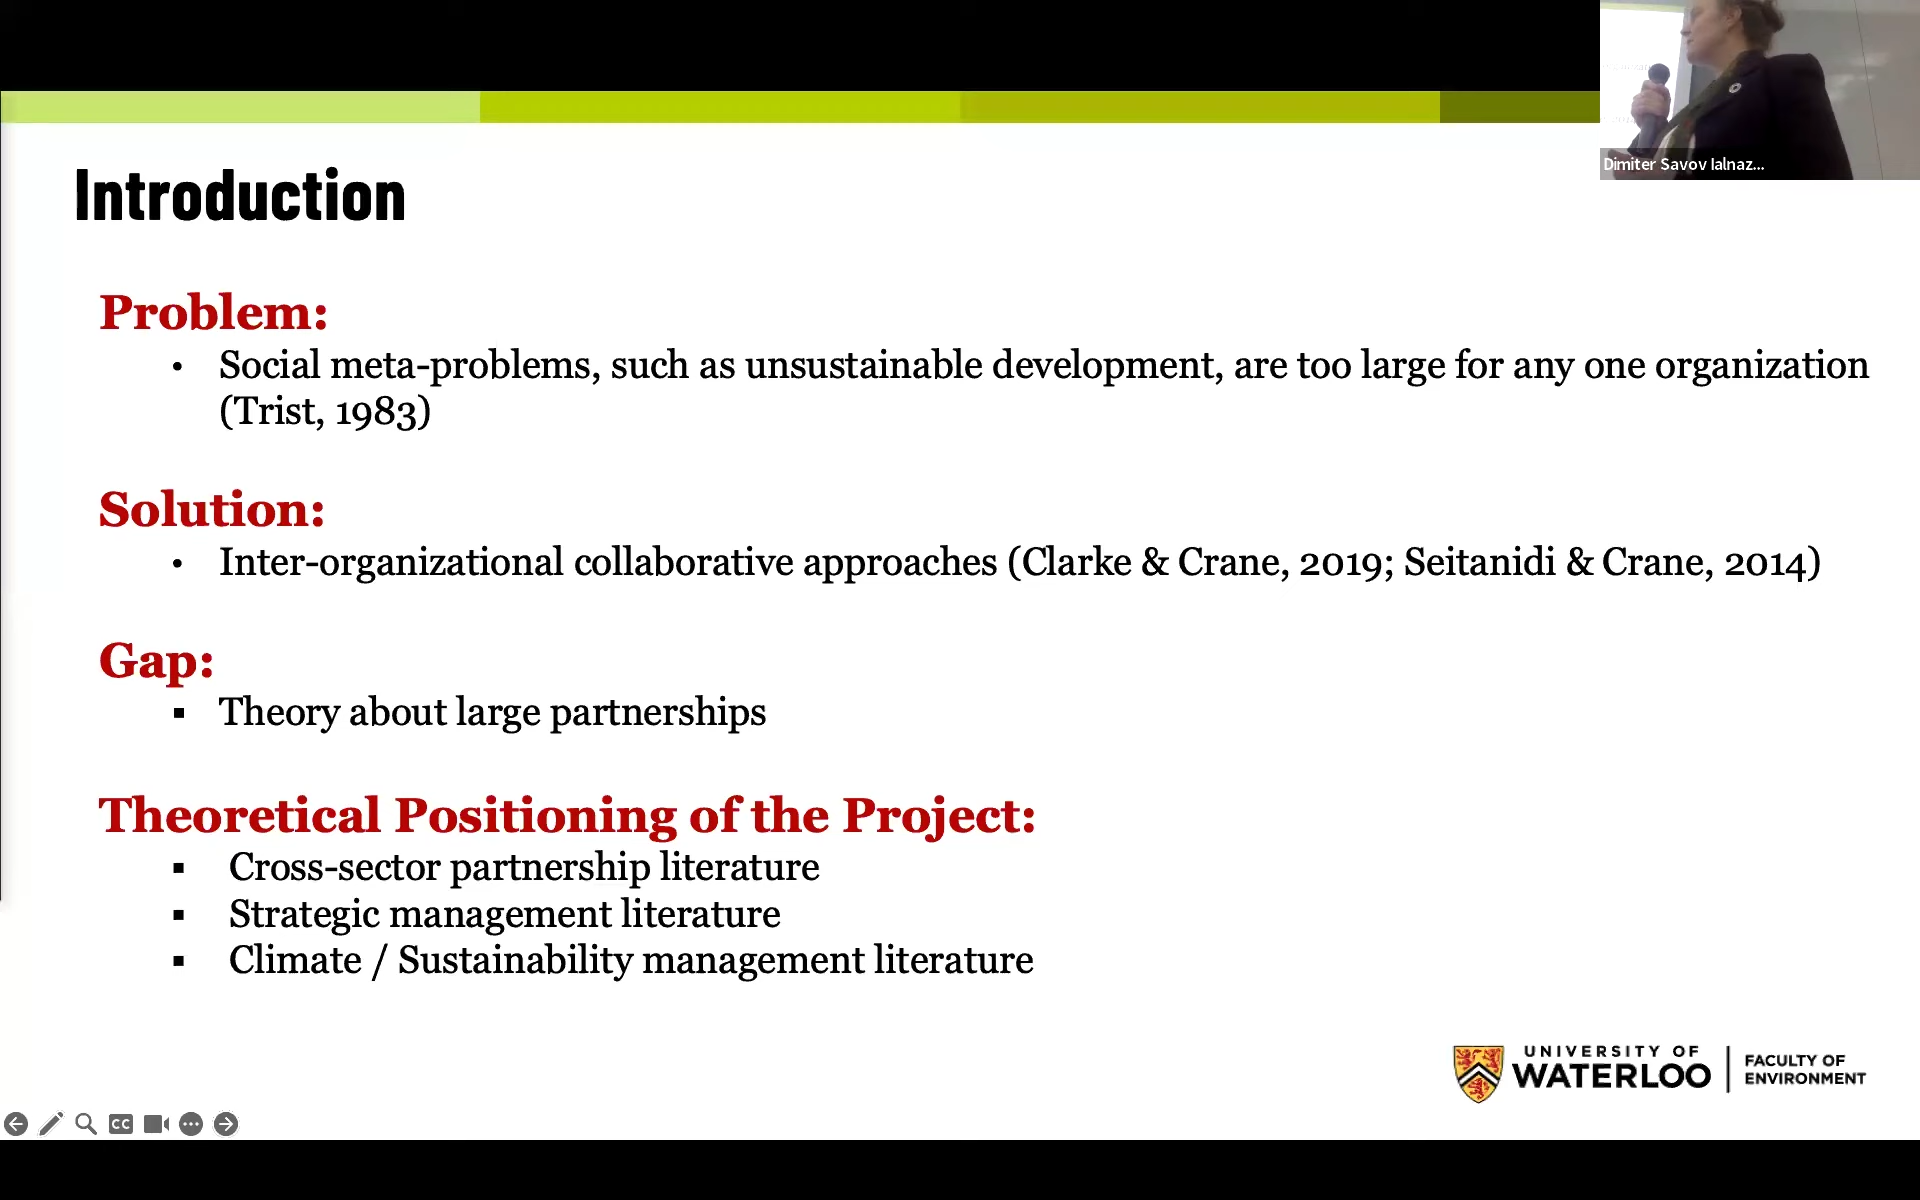 Dimiter Savov Ialnaz...
Introduction
Problem:
• Social meta-problems, such as unsustainable development, are too large for any one organization
(Trist, 1983)
Solution:
• Inter-organizational collaborative approaches (Clarke & Crane, 2019; Seitanidi & Crane, 2014)
Gap:
▪ Theory about large partnerships
Theoretical Positioning of the Project:
▪ Cross-sector partnership literature
▪ Strategic management literature
▪ Climate / Sustainability management literature
UNIVERSITY OF
WATERLOO
FACULTY OF
ENVIRONMENT
CC